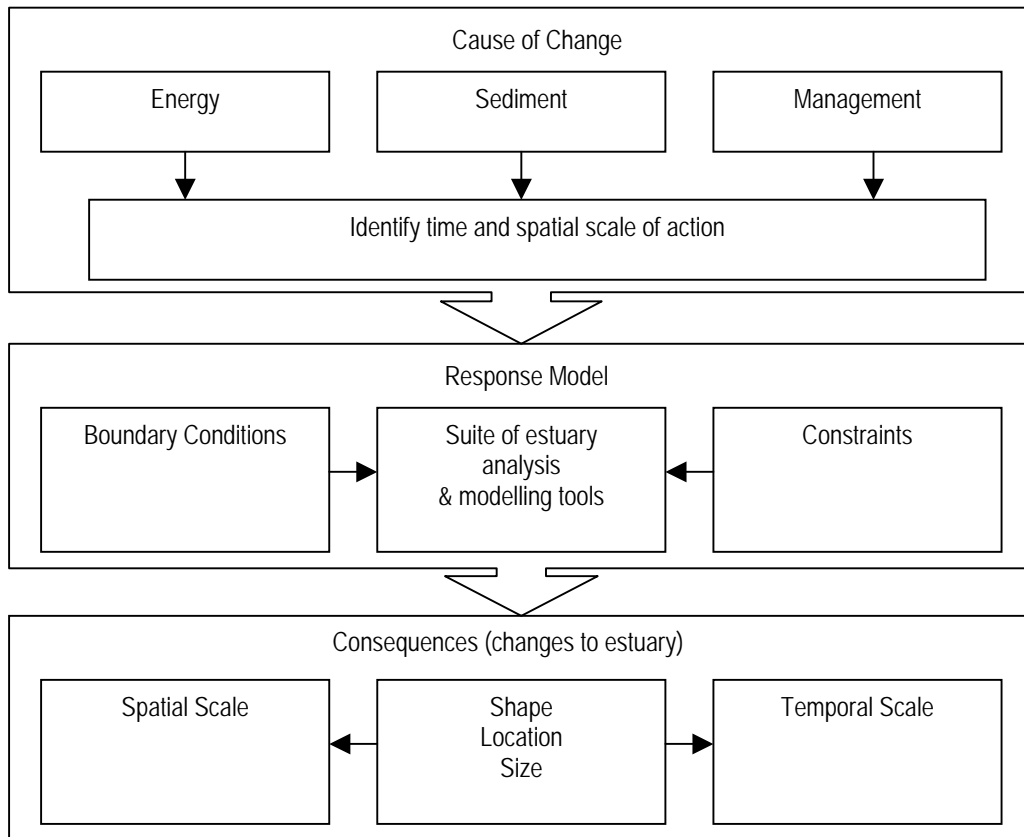 Cause of Change
Energy
Sediment
Management
Identify time and spatial scale of action
Response Model
Boundary Conditions
Suite of estuary
analysis
& modelling tools
Constraints
Consequences (changes to estuary)
Spatial Scale
Shape
Location
Size
Temporal Scale